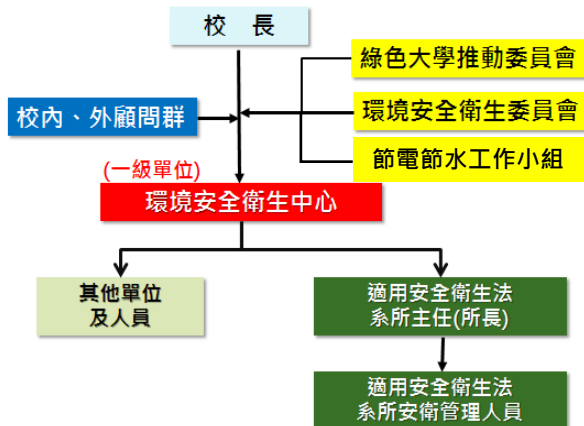 校 長
綠色大學推動委員會
校內、外顧問群
環境安全衛生委員會
節電節水工作小組
(一級單位)
環境安全衛生中心
其他單位
及人員
適用安全衛生法
系所主任(所長)
適用安全衛生法
系所安衛管理人員